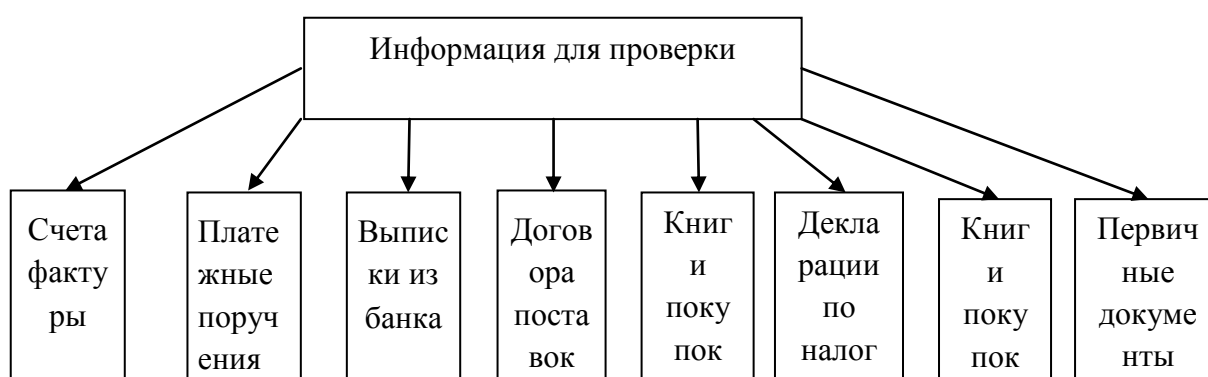 Информация для проверки
Счета
факту
ры
Плате
жные
поруч
ения
Выпис
ки из
банка
Догов
ора
поста
вок
Книг
и
поку
пок
Декла
рации
по
налог
Книг
и
поку
пок
Первич
ные
докуме
нты